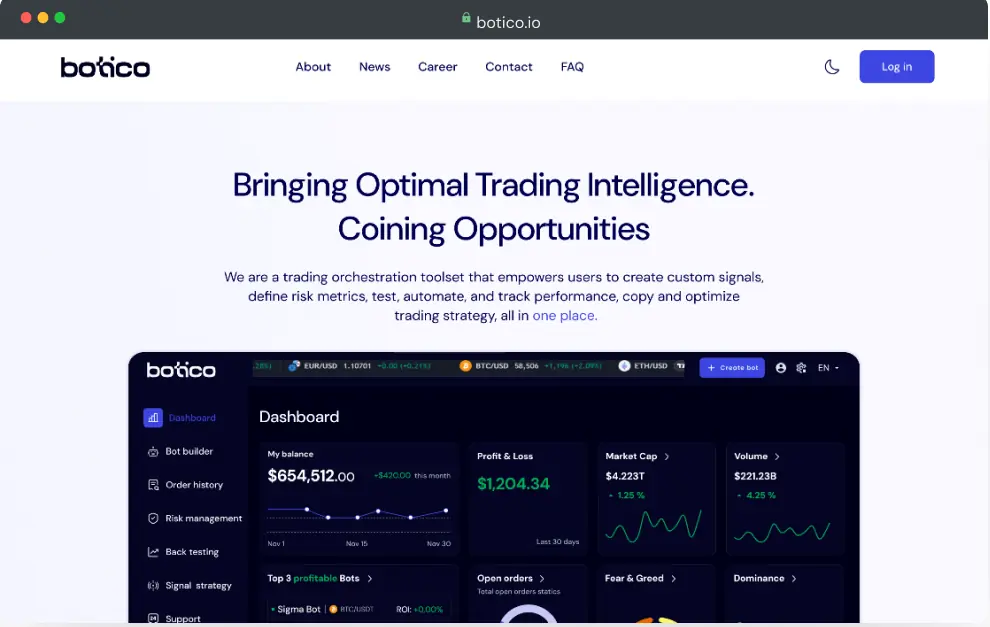 botico.io
botico
About News Career Contact FAQ
Log in
Bringing Optimal Trading Intelligence.
Coining Opportunities
We are a trading orchestration toolset that empowers users to create custom signals,
define risk metrics, test, automate, and track performance, copy and optimize
trading strategy, all in one place.
botico
.28%) EUR/USD 1.10701 +0.00 (+0.21%) BTC/USD 58,506 +1,196 (+2.09%) ETH/USD
+ Create bot
EN
Dashboard
Bot builder
Order history
Risk management
Back testing
Signal strategy
Support
Dashboard
My balance
$654,512.00 +$420.00 this month
Nov 1 Nov 15 Nov 30
Profit & Loss
$1,204.34
Last 30 days
Market Cap >
$4.223T
1.25 %
Volume >
$221.23B
4.25 %
Top 3 profitable Bots >
Sigma Bot | BTC/USDT ROI: +0,00%
Open orders >
Total open orders statics
Fear & Greed >
Dominance >